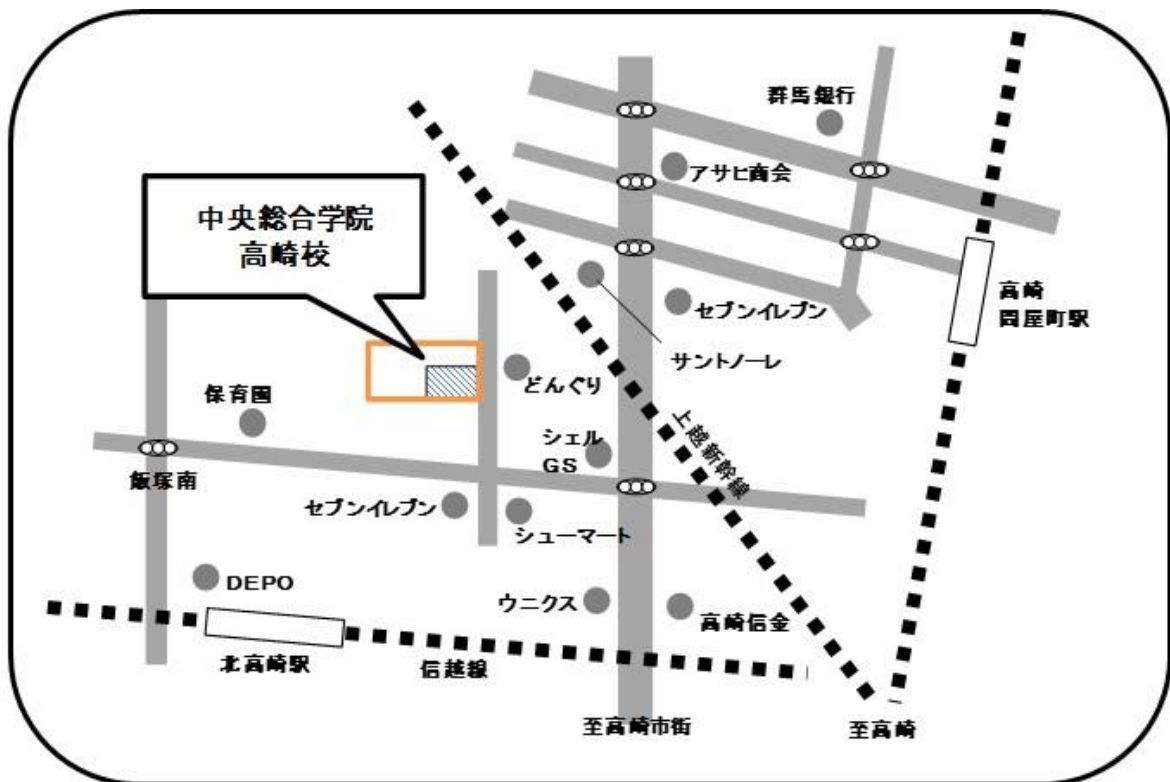 群馬銀行
アサヒ商会
中央総合学院
高崎校
高崎
問屋町駅
セブンイレブン
サントノーレ
どんぐり
保育園
上越新幹線
シェル
GS
飯塚南
セブンイレブン
シューマート
DEPO
ウニクス
高崎信金
北高崎駅
信越線
至高崎市街
至高崎